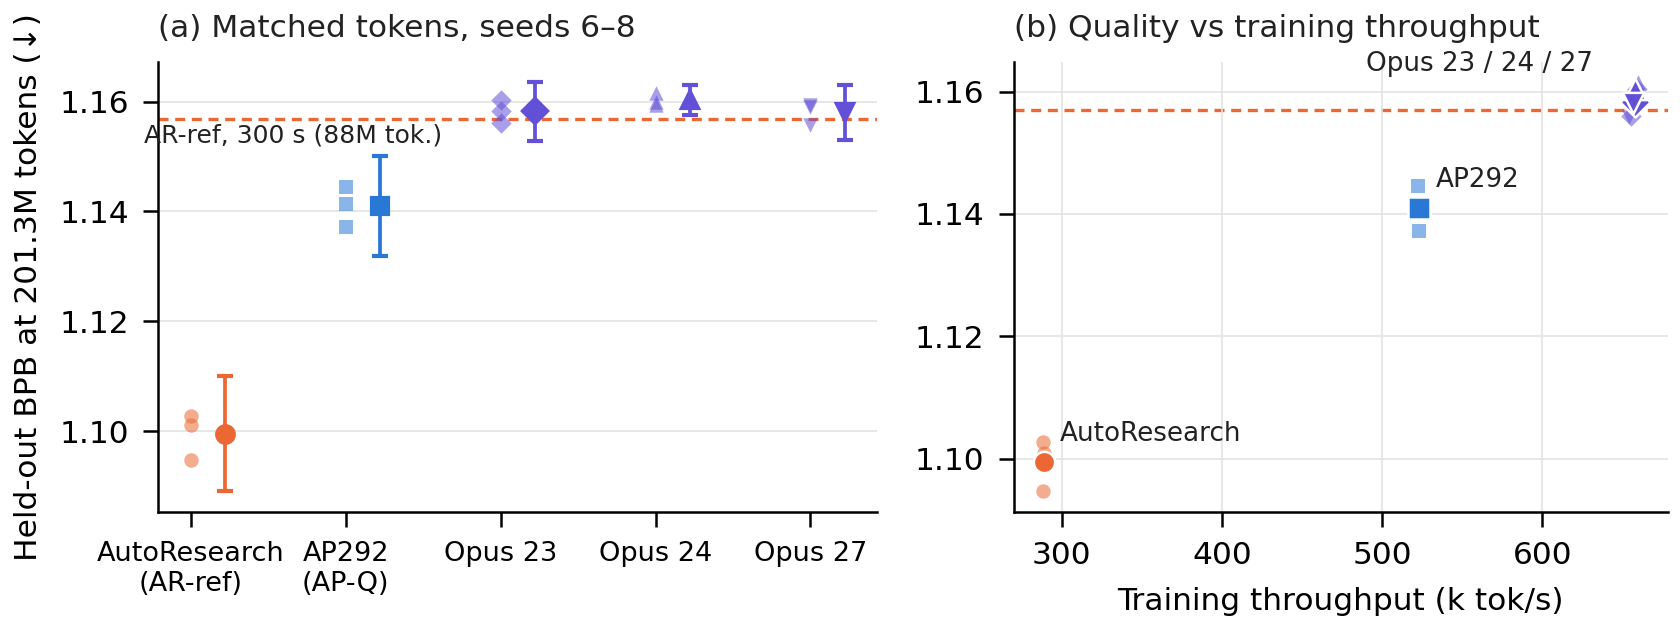 (a) Matched tokens, seeds 6–8
Held-out BPB at 201.3M tokens (↓)
1.16
1.14
1.12
1.10
AR-ref, 300 s (88M tok.)
AutoResearch
(AR-ref)
AP292
(AP-Q)
Opus 23
Opus 24
Opus 27
(b) Quality vs training throughput
Opus 23 / 24 / 27
1.16
1.14
1.12
1.10
AP292
AutoResearch
300
400
500
600
Training throughput (k tok/s)